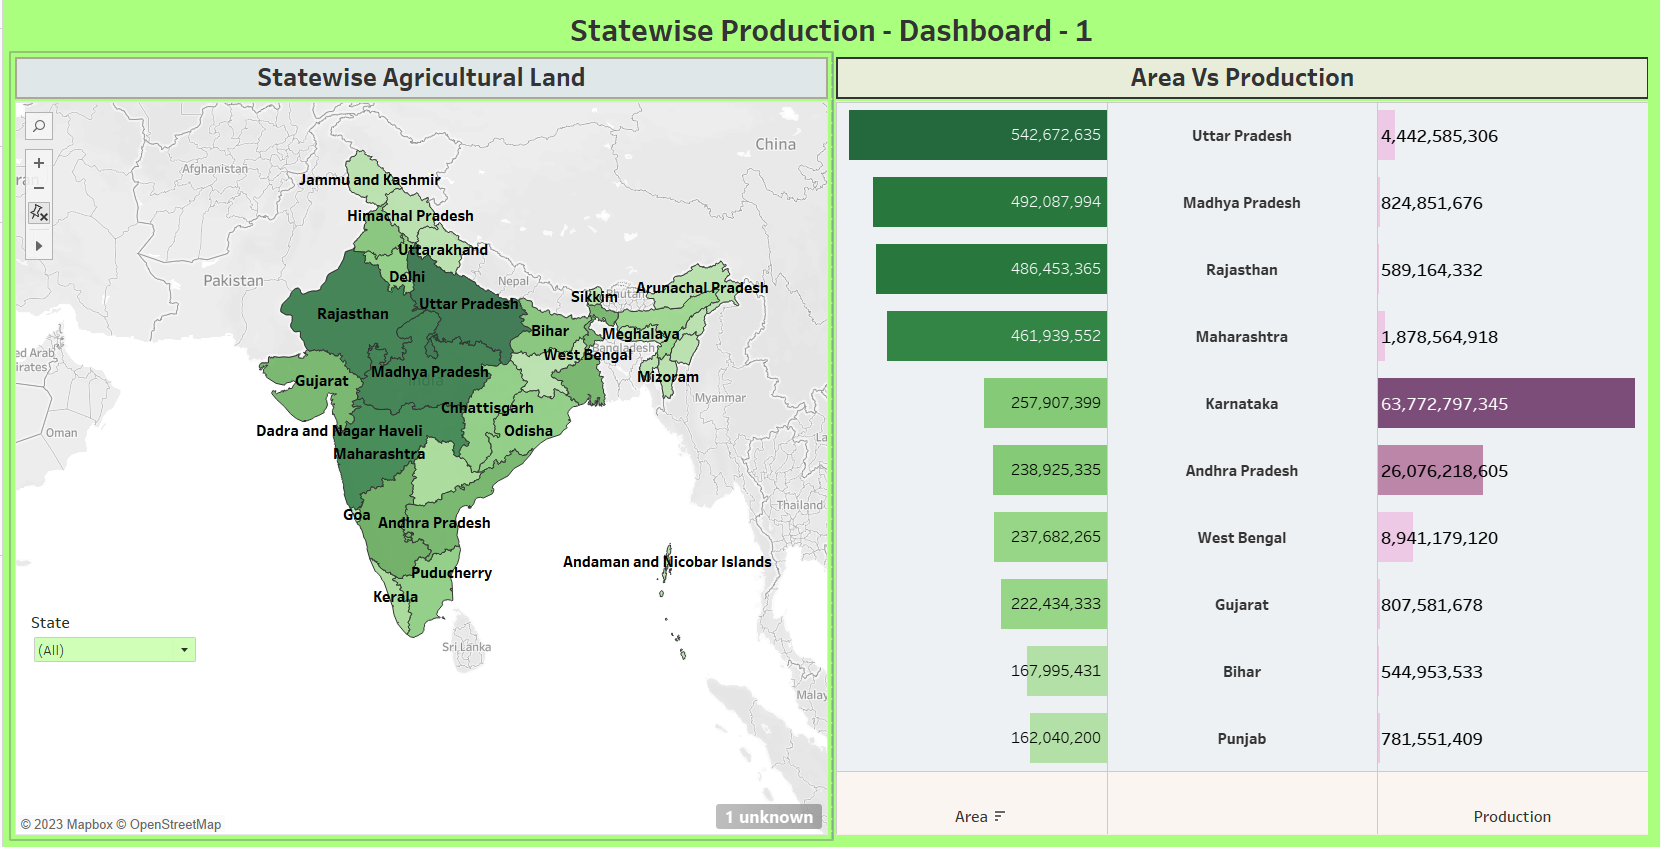 Statewise Production - Dashboard - 1
Statewise Agricultural Land
China
Afghanistan
Jammu and Kashmir
Himachal Pradesh
Uttarakhand
Pakistan
Delhi
Nepal
Arunachal Pradesh
Sikkim
Bhutan
Uttar Pradesh
Rajasthan
Bihar
Meghalaya
Bangladesh
West Bengal
Madhya Pradesh
India
Gujarat
Mizoram
Myanmar
Chhattisgarh
Oman
Dadra and Nagar Haveli
Odisha
Maharashtra
Thailand
Goa
Andhra Pradesh
Andaman and Nicobar Islands
Puducherry
Kerala
State
(All)
Sri Lanka
Malay
1 unknown
© 2023 Mapbox © OpenStreetMap
Area Vs Production
542,672,635 Uttar Pradesh 4,442,585,306
492,087,994 Madhya Pradesh 824,851,676
486,453,365 Rajasthan 589,164,332
461,939,552 Maharashtra 1,878,564,918
257,907,399 Karnataka 63,772,797,345
238,925,335 Andhra Pradesh 26,076,218,605
237,682,265 West Bengal 8,941,179,120
222,434,333 Gujarat 807,581,678
167,995,431 Bihar 544,953,533
162,040,200 Punjab 781,551,409
Area Production